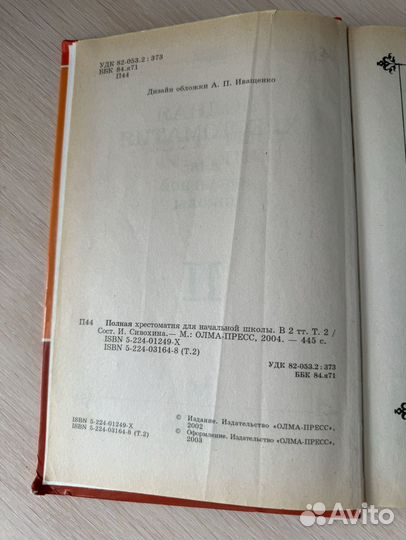 УДК 82-053.2 : 373
ББК 84.я71
П44
Дизайн обложки А. П. Иващенко
П44 Полная хрестоматия для начальной школы. В 2 тт. Т. 2 /
Сост. И. Сивохина.— М.: ОЛМА-ПРЕСС, 2004. — 445 с.
ISBN 5-224-01249-X
ISBN 5-224-03164-8 (Т.2)
УДК 82-053.2 : 373
ББК 84.я71
ISBN 5-224-01249-X
ISBN 5-224-03164-8 (Т.2)
© Издание. Издательство «ОЛМА-ПРЕСС».
2002
© Оформление. Издательство «ОЛМА-ПРЕСС».
2003
Avito